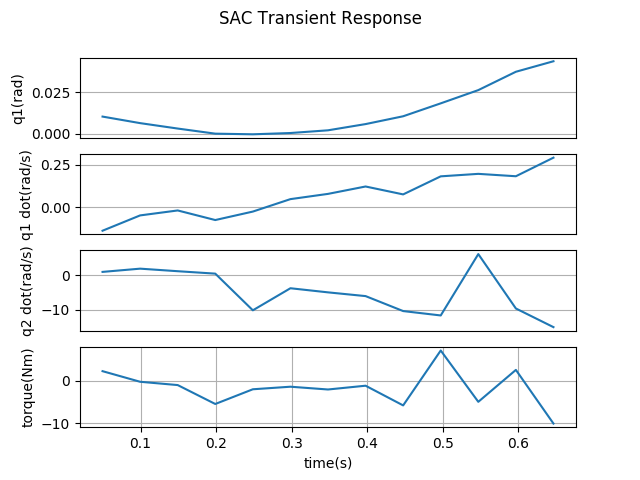 SAC Transient Response
q1(rad)
0.025
0.000
q1 dot(rad/s)
0.25
0.00
q2 dot(rad/s)
0
−10
torque(Nm)
0
−10
0.1 0.2 0.3 0.4 0.5 0.6
time(s)